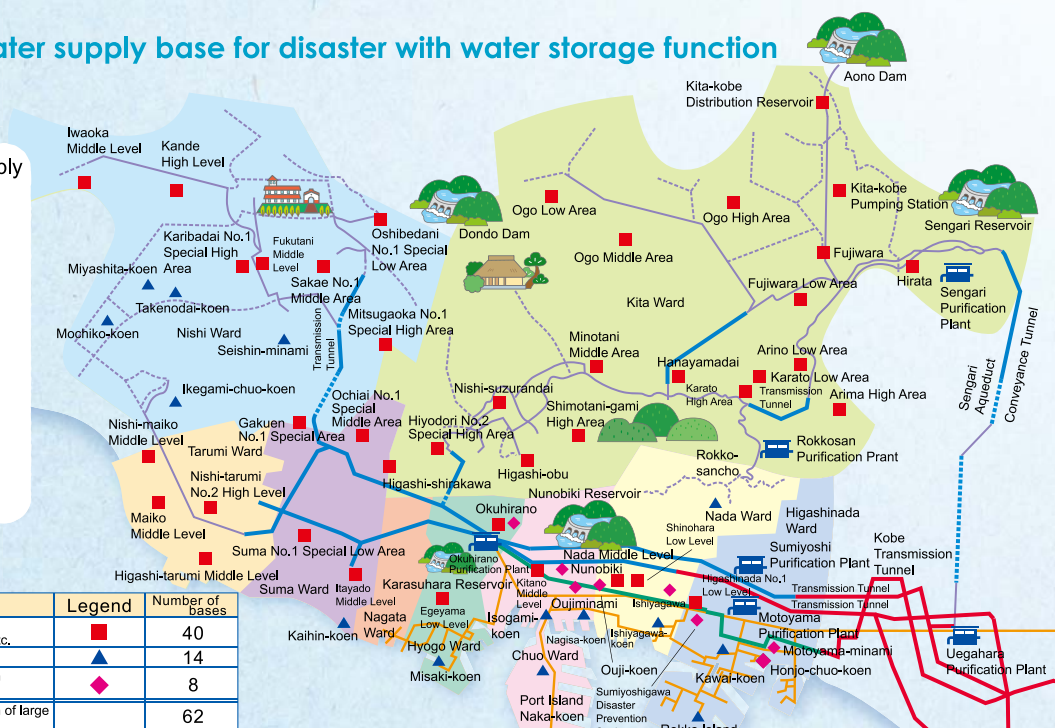 ater supply base for disaster with water storage function
Aono Dam
Kita-kobe
Distribution Reservoir
Iwaoka
Middle Level
Kande
High Level
ply
Kita-kobe
Pumping Station
Sengari Reservoir
Ogo Low Area
Ogo High Area
Dondo Dam
Oshibedani
No.1 Special
Low Area
Karibadai No.1
Special High
Area
Fukutani
Middle
Level
Ogo Middle Area
Fujiwara
Hirata
Sengari
Purification
Plant
Miyashita-koen
Sakae No.1
Middle Area
Fujiwara Low Area
Takenodai-koen
Kita Ward
Mitsugaoka No.1
Special High Area
Mochiko-koen
Nishi Ward
Seishin-minami
Transmission
Tunnel
Minotani
Middle Area
Hanayamadai
Arino Low Area
Karato Low Area
Karato
High Area
Transmission
Tunnel
Arima High Area
Sengari
Aqueduct
Conveyance Tunnel
Ikegami-chuo-koen
Nishi-suzurandai
Ochiai No.1
Special
Middle Area
Hiyodori No.2
Special High Area
Shimotani-gami
High Area
Nishi-maiko
Middle Level
Gakuen
No.1 Special Area
Tarumi Ward
Rokkosan
Purification Prant
Rokko-
sancho
Nishi-tarumi
No.2 High Level
Higashi-shirakawa
Higashi-obu
Nunobiki Reservoir
Okuhirano
Nada Ward
Higashinada
Ward
Maiko
Middle Level
Shinohara
Low Level
Kobe
Transmission
Tunnel
Suma No.1 Special Low Area
Okuhirano
Purification Plant
Nada Middle Level
Nunobiki
Sumiyoshi
Purification Plant
Higashi-tarumi Middle Level
Suma Ward
Itayado
Middle Level
Karasuhara Reservoir
Kitano
Middle
Level
Higashinada No.1
Low Level
Transmission Tunnel
Transmission Tunnel
Legend
Number of
bases
Egeyama
Low Level
Oujiminami
Ishiyagawa
Nagata
Ward
Isogami-
koen
Motoyama
Purification Plant
tc.
40
Kaihin-koen
Hyogo Ward
Nagisa-koen
Ishiyagawa-
koen
Motoyama-minami
Uegahara
Purification Plant
14
Chuo Ward
Ouji-koen
Honjo-chuo-koen
Misaki-koen
Kawai-koen
8
Port Island
Naka-koen
Sumiyoshigawa
Disaster
Prevention
of large
62